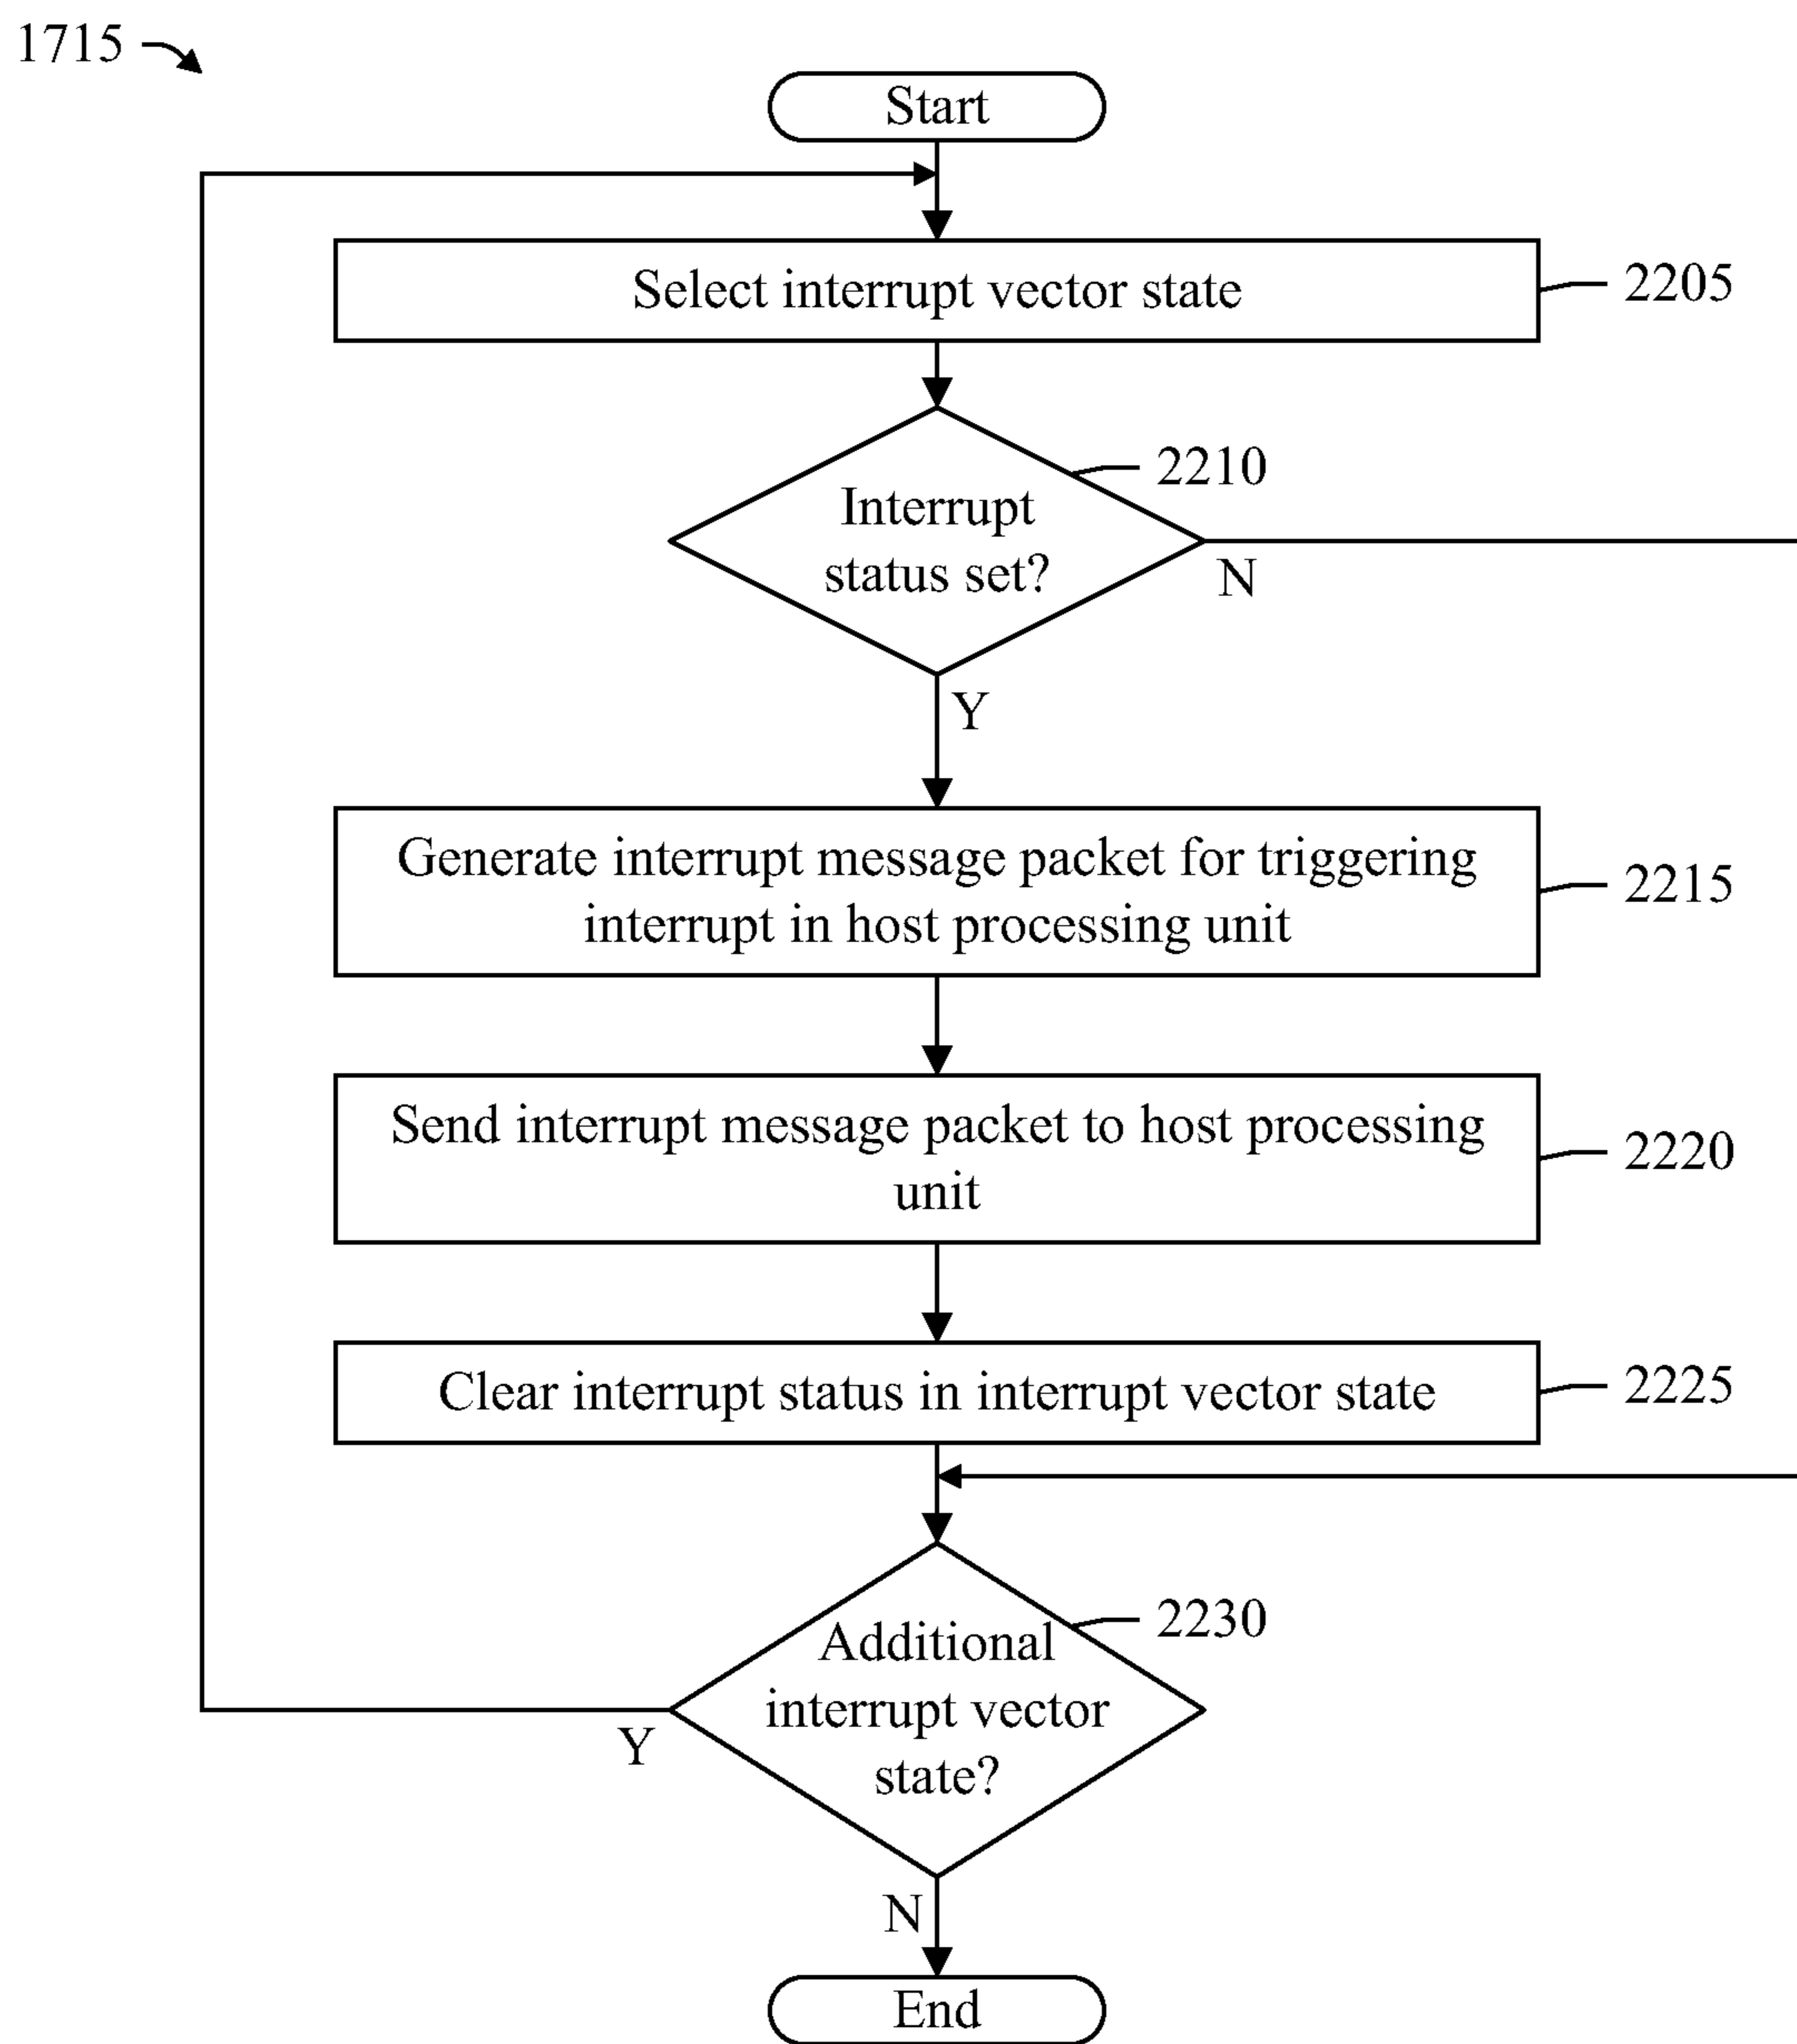 1715
Start
Select interrupt vector state
2205
2210
Interrupt
status set?
N
Y
Generate interrupt message packet for triggering
interrupt in host processing unit
2215
Send interrupt message packet to host processing
unit
2220
Clear interrupt status in interrupt vector state
2225
2230
Additional
interrupt vector
state?
Y
N
End